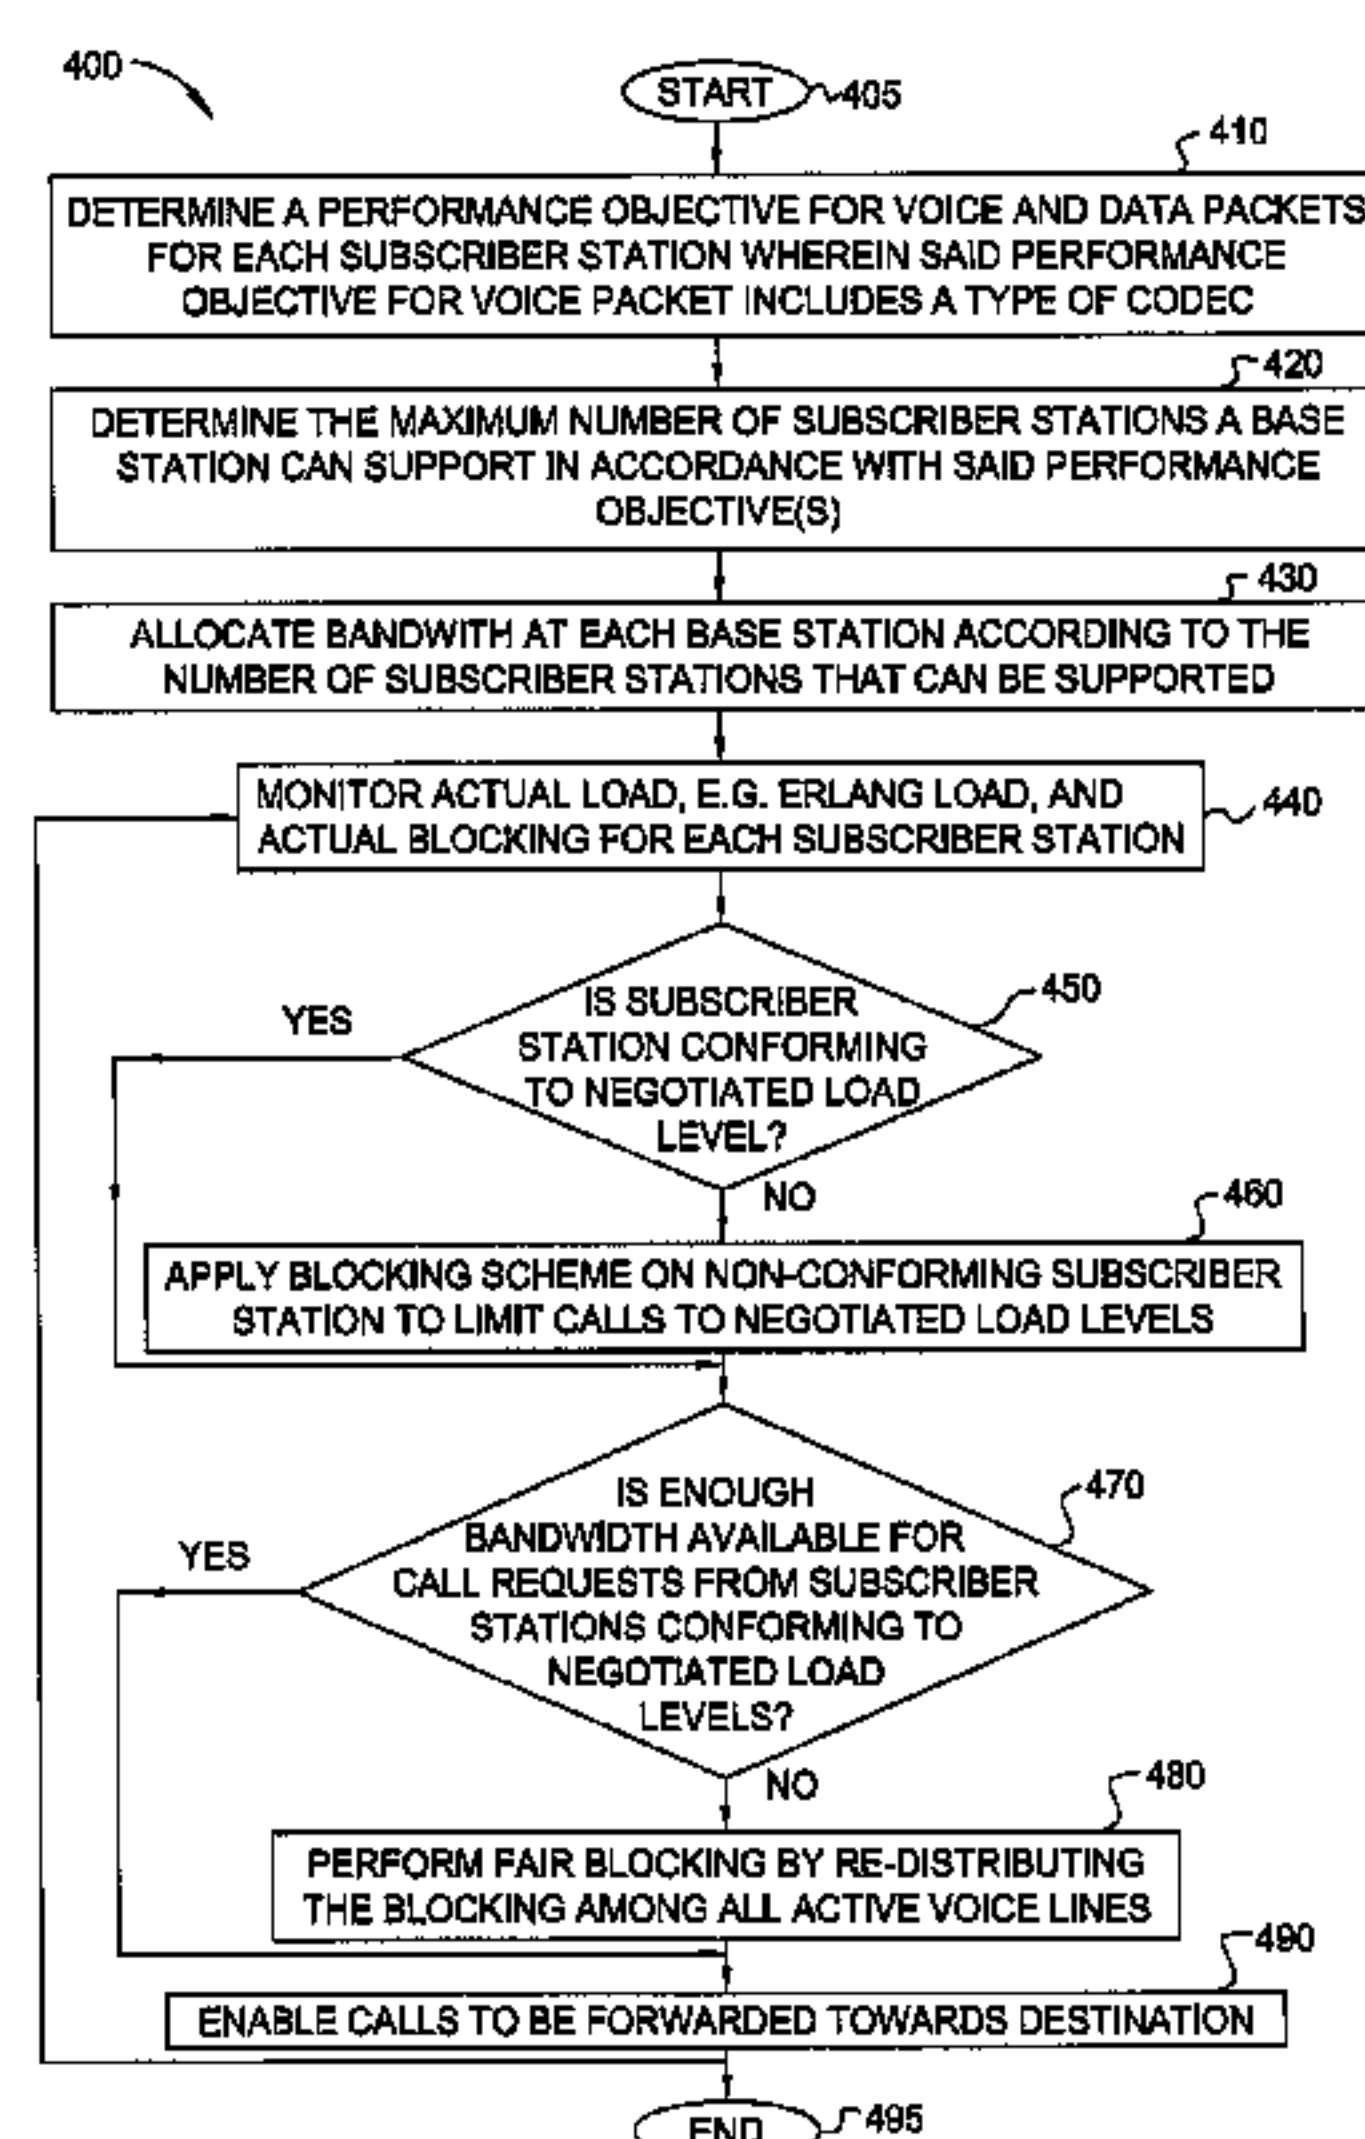 400
START
405
410
DETERMINE A PERFORMANCE OBJECTIVE FOR VOICE AND DATA PACKETS
FOR EACH SUBSCRIBER STATION WHEREIN SAID PERFORMANCE
OBJECTIVE FOR VOICE PACKET INCLUDES A TYPE OF CODEC
420
DETERMINE THE MAXIMUM NUMBER OF SUBSCRIBER STATIONS A BASE
STATION CAN SUPPORT IN ACCORDANCE WITH SAID PERFORMANCE
OBJECTIVE(S)
430
ALLOCATE BANDWITH AT EACH BASE STATION ACCORDING TO THE
NUMBER OF SUBSCRIBER STATIONS THAT CAN BE SUPPORTED
MONITOR ACTUAL LOAD, E.G. ERLANG LOAD, AND
ACTUAL BLOCKING FOR EACH SUBSCRIBER STATION
440
450
YES
IS SUBSCRIBER
STATION CONFORMING
TO NEGOTIATED LOAD
LEVEL?
NO
460
APPLY BLOCKING SCHEME ON NON-CONFORMING SUBSCRIBER
STATION TO LIMIT CALLS TO NEGOTIATED LOAD LEVELS
470
YES
IS ENOUGH
BANDWIDTH AVAILABLE FOR
CALL REQUESTS FROM SUBSCRIBER
STATIONS CONFORMING TO
NEGOTIATED LOAD
LEVELS?
NO
480
PERFORM FAIR BLOCKING BY RE-DISTRIBUTING
THE BLOCKING AMONG ALL ACTIVE VOICE LINES
490
ENABLE CALLS TO BE FORWARDED TOWARDS DESTINATION
END
495